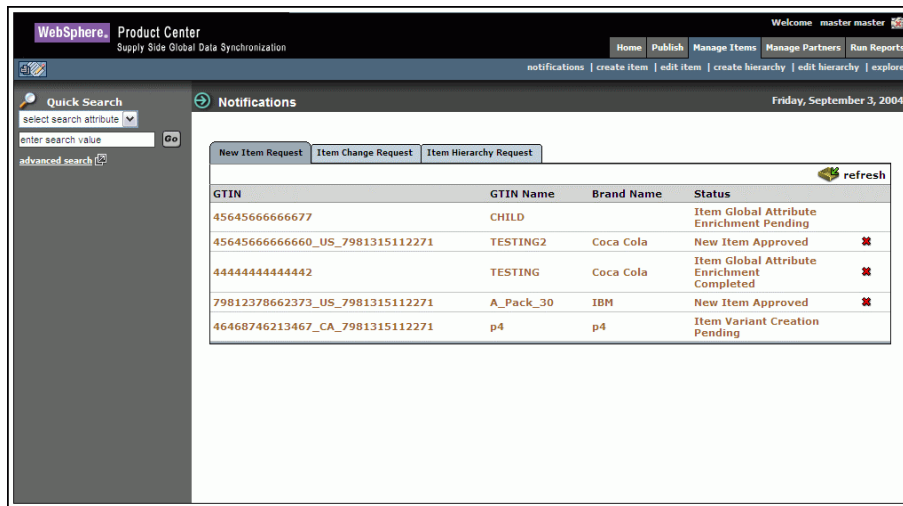 WebSphere. Product Center
Supply Side Global Data Synchronization
Welcome master master
Home Publish Manage Items Manage Partners Run Reports
notifications | create item | edit item | create hierarchy | edit hierarchy | explore
Quick Search
select search attribute
enter search value Go
advanced search
Notifications Friday, September 3, 2004
New Item Request Item Change Request Item Hierarchy Request
refresh
GTIN GTIN Name Brand Name Status
45645666666677 CHILD Item Global Attribute
Enrichment Pending
45645666666660_US_7981315112271 TESTING2 Coca Cola New Item Approved
44444444444442 TESTING Coca Cola Item Global Attribute
Enrichment
Completed
79812378662373_US_7981315112271 A_Pack_30 IBM New Item Approved
46468746213467_CA_7981315112271 p4 p4 Item Variant Creation
Pending